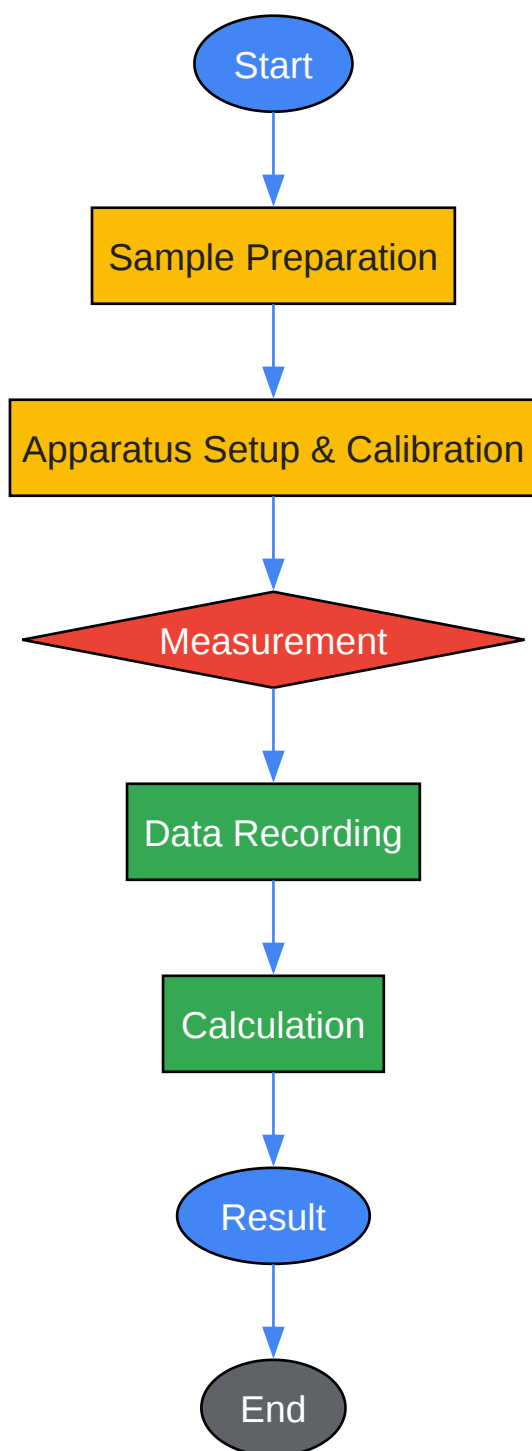 Start
Sample Preparation
Apparatus Setup & Calibration
Measurement
Data Recording
Calculation
Result
End